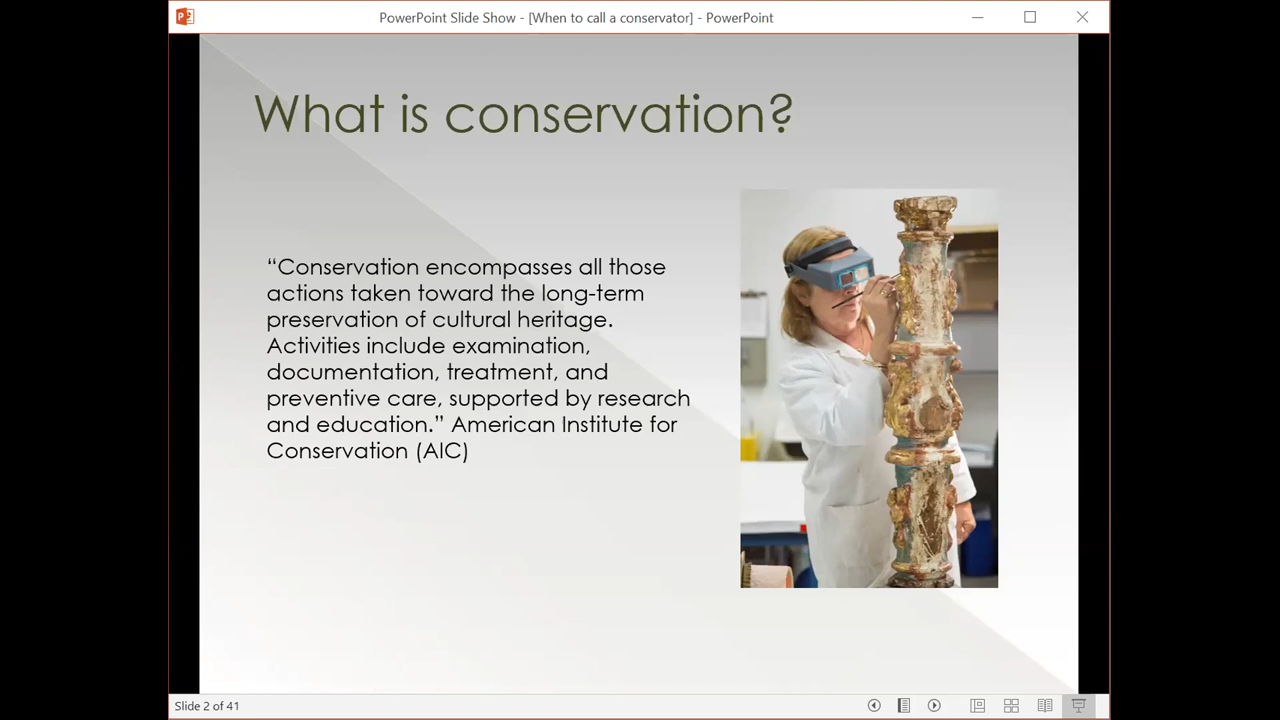 PowerPoint Slide Show - [When to call a conservator] - PowerPoint
What is conservation?
“Conservation encompasses all those
actions taken toward the long-term
preservation of cultural heritage.
Activities include examination,
documentation, treatment, and
preventive care, supported by research
and education.” American Institute for
Conservation (AIC)
Slide 2 of 41